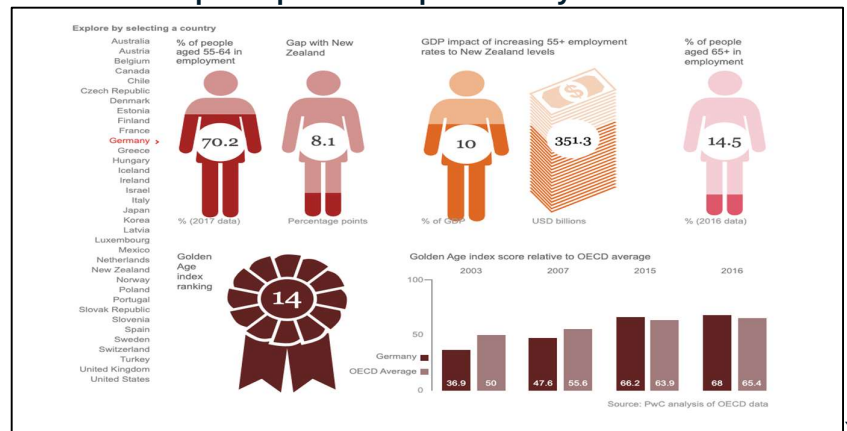 Explore by selecting a country
Australia
Austria
Belgium
Canada
Chile
Czech Republic
Denmark
Estonia
Finland
France
Germany >
Greece
Hungary
Iceland
Ireland
Israel
Italy
Japan
Korea
Latvia
Luxembourg
Mexico
Netherlands
New Zealand
Norway
Poland
Portugal
Slovak Republic
Slovenia
Spain
Sweden
Switzerland
Turkey
United Kingdom
United States
% of people
aged 55-64 in
employment
70.2
% (2017 data)
Gap with New
Zealand
8.1
Percentage points
GDP impact of increasing 55+ employment
rates to New Zealand levels
10
% of GDP
$
351.3
USD billions
% of people
aged 65+ in
employment
14.5
% (2016 data)
Golden
Age
index
ranking
14
Golden Age index score relative to OECD average
2003 2007 2015 2016
100
50
0
Germany
OECD Average
36.9 50 47.6 55.6 66.2 63.9 68 65.4
Source: PwC analysis of OECD data